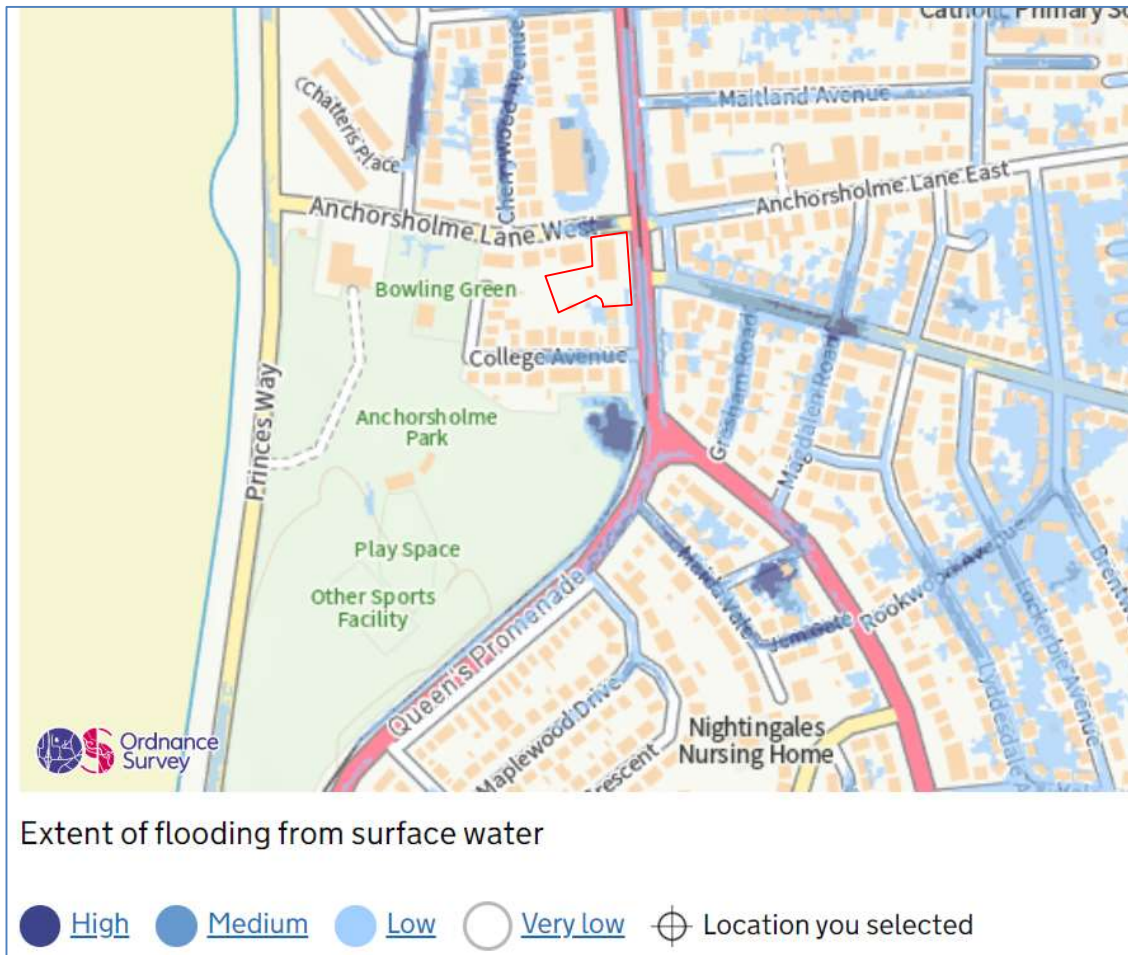 Catholic Primary Sc
(Chatteris Place
Cherrywood Avenue
Maitland Avenue
Anchorsholme Lane West
Anchorsholme Lane East
Bowling Green
College Avenue
Princes Way
Anchorsholme
Park
Gresham Road
Magdalen Road
Play Space
Other Sports
Facility
Queen's Promenade
Jem Gate
Rookwood Avenue
Lockerbie Avenue
Lyddesdale A
Maplewood Drive
Crescent
Nightingales
Nursing Home
Ordnance
Survey
Extent of flooding from surface water
High Medium Low Very low Location you selected